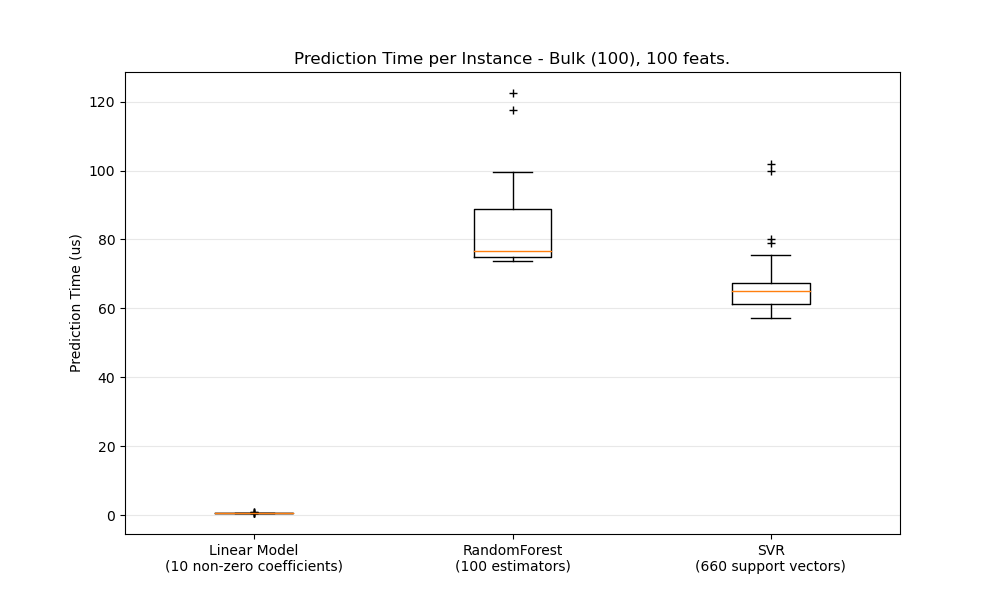 Prediction Time per Instance - Bulk (100), 100 feats.
Prediction Time (us)
120
100
80
60
40
20
0
Linear Model
(10 non-zero coefficients)
RandomForest
(100 estimators)
SVR
(660 support vectors)